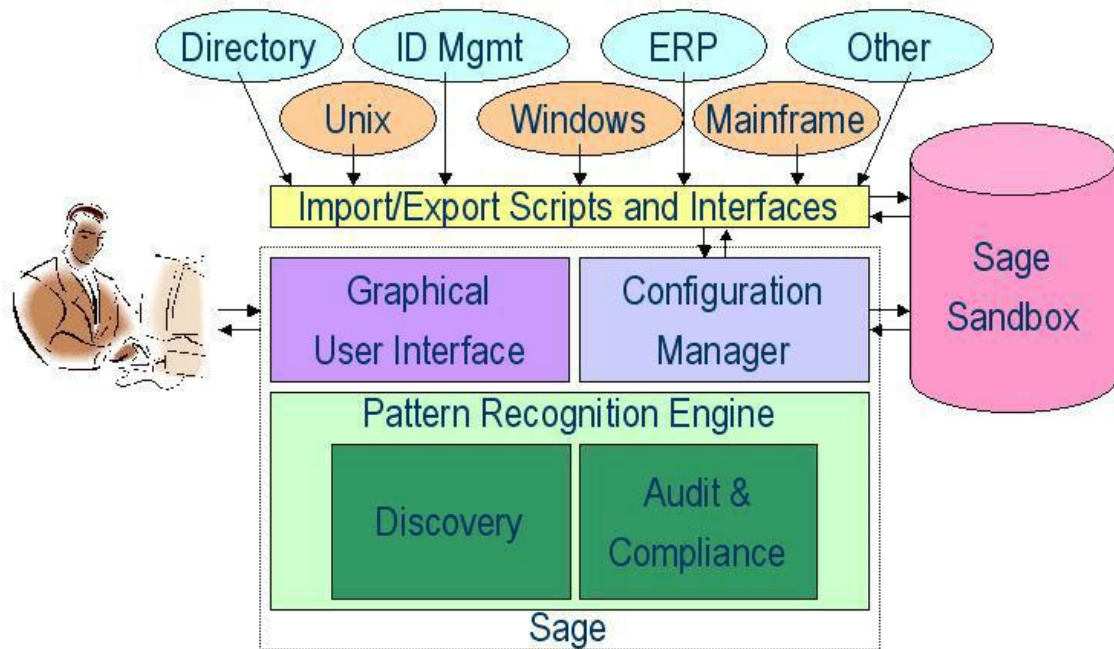 Directory
ID Mgmt
ERP
Other
Unix
Windows
Mainframe
Import/Export Scripts and Interfaces
Graphical
User Interface
Configuration
Manager
Sage
Sandbox
Pattern Recognition Engine
Discovery
Audit &
Compliance
Sage